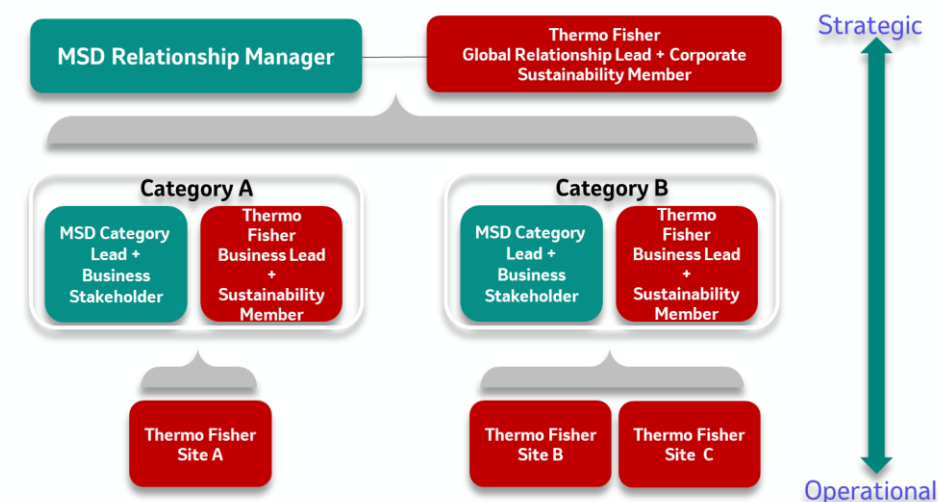 Strategic
MSD Relationship Manager
Thermo Fisher
Global Relationship Lead + Corporate
Sustainability Member
Category A
MSD Category
Lead +
Business
Stakeholder
Thermo
Fisher
Business Lead
+
Sustainability
Member
Category B
MSD Category
Lead +
Business
Stakeholder
Thermo
Fisher
Business Lead
+
Sustainability
Member
Thermo Fisher
Site A
Thermo Fisher
Site B
Thermo Fisher
Site C
Operational